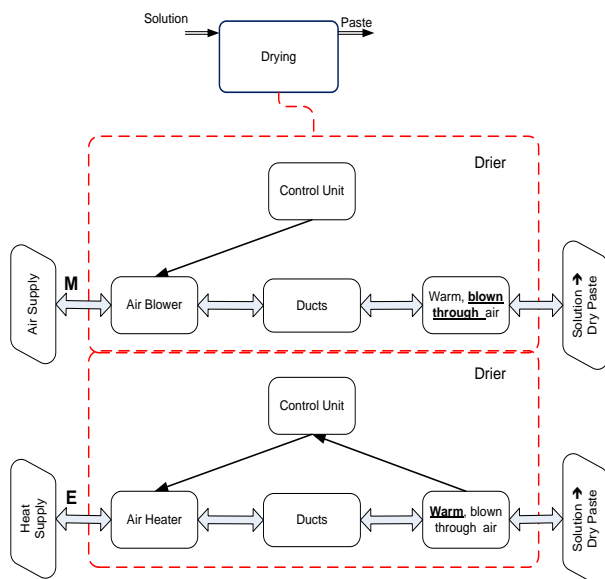 Solution
Paste
Drying
Drier
Control Unit
M
Air Supply
Air Blower
Ducts
Warm, blown
through air
Solution ➔
Dry Paste
Drier
Control Unit
E
Heat
Supply
Air Heater
Ducts
Warm, blown
through air
Solution ➔
Dry Paste